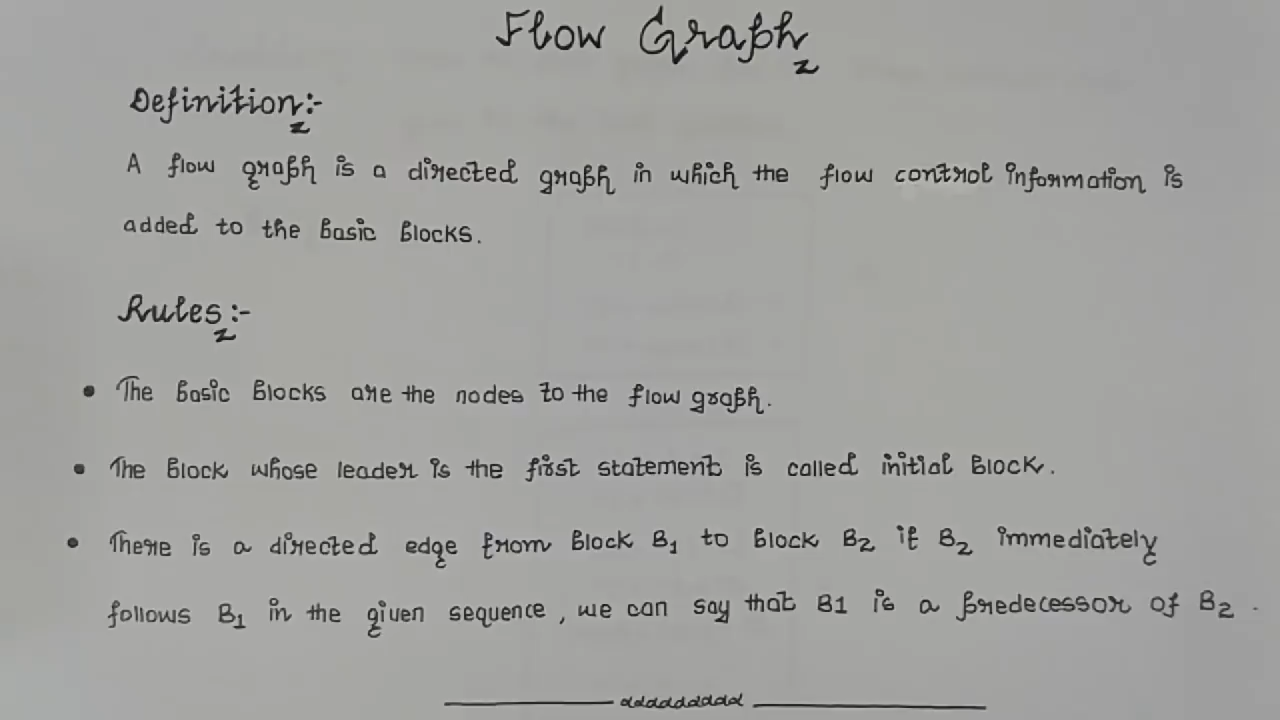 Flow Graph
Definition:-
A flow graph is a directed graph in which the flow control information is
added to the Basic Blocks.
Rules:-
• The Basic Blocks are the nodes to the flow graph.
• The Block whose leader is the first statement is called initial Block.
• There is a directed edge from Block B₁ to Block B₂ if B₂ immediately
follows B₁ in the given sequence, we can say that B1 is a predecessor of B₂.